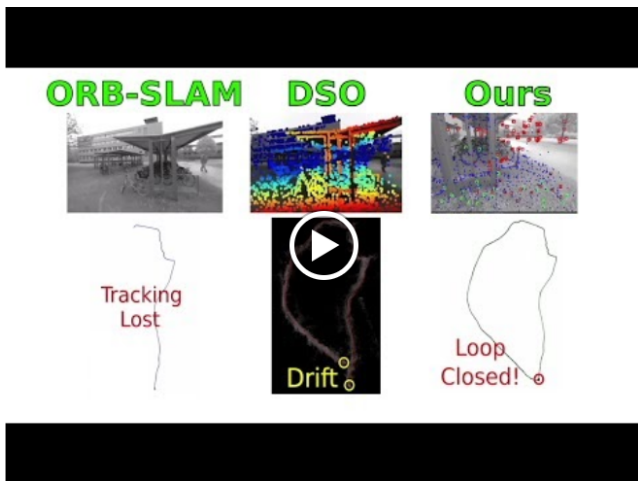 ORB-SLAM
DSO
Ours
Tracking
Lost
Drift
Loop
Closed!